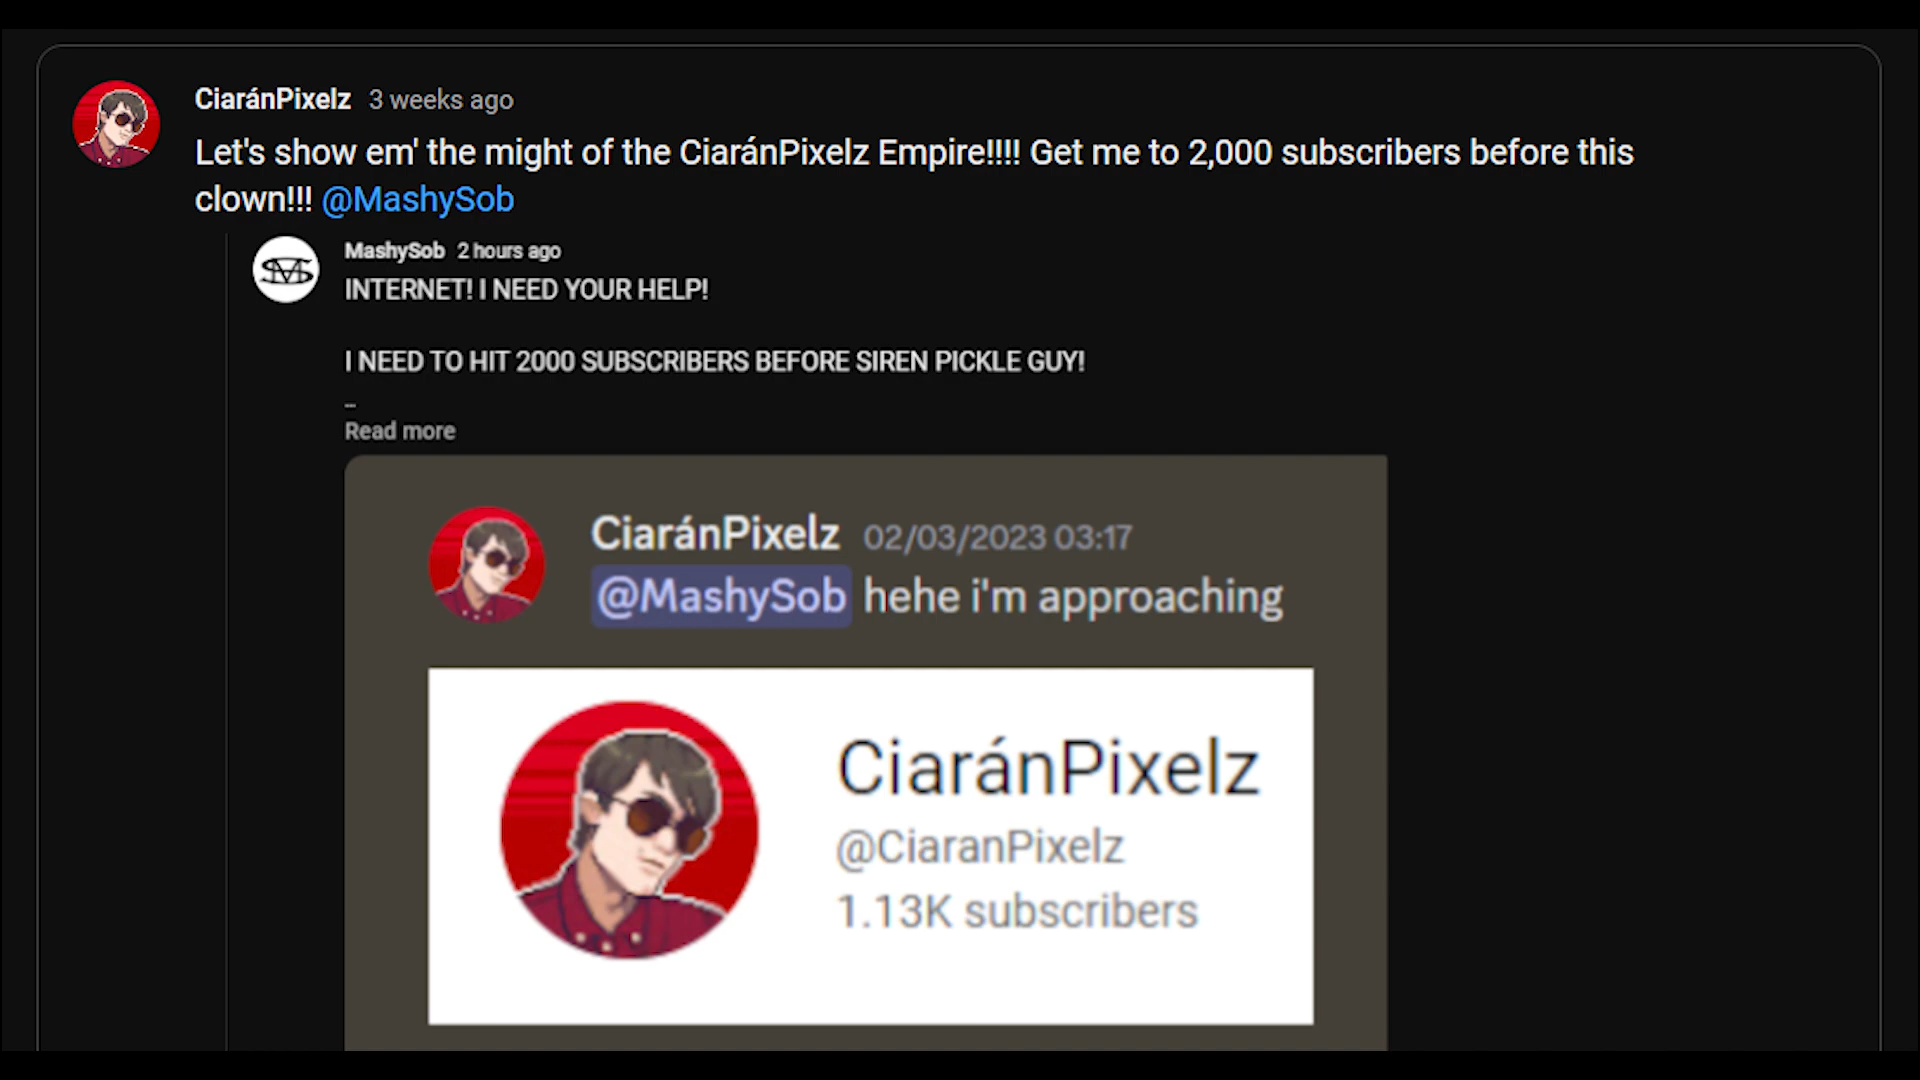 CiaránPixelz 3 weeks ago
Let's show em' the might of the CiaránPixelz Empire!!!! Get me to 2,000 subscribers before this
clown!!! @MashySob
MashySob 2 hours ago
INTERNET! I NEED YOUR HELP!
I NEED TO HIT 2000 SUBSCRIBERS BEFORE SIREN PICKLE GUY!
...
Read more
CiaránPixelz 02/03/2023 03:17
@MashySob hehe i'm approaching
CiaránPixelz
@CiaranPixelz
1.13K subscribers